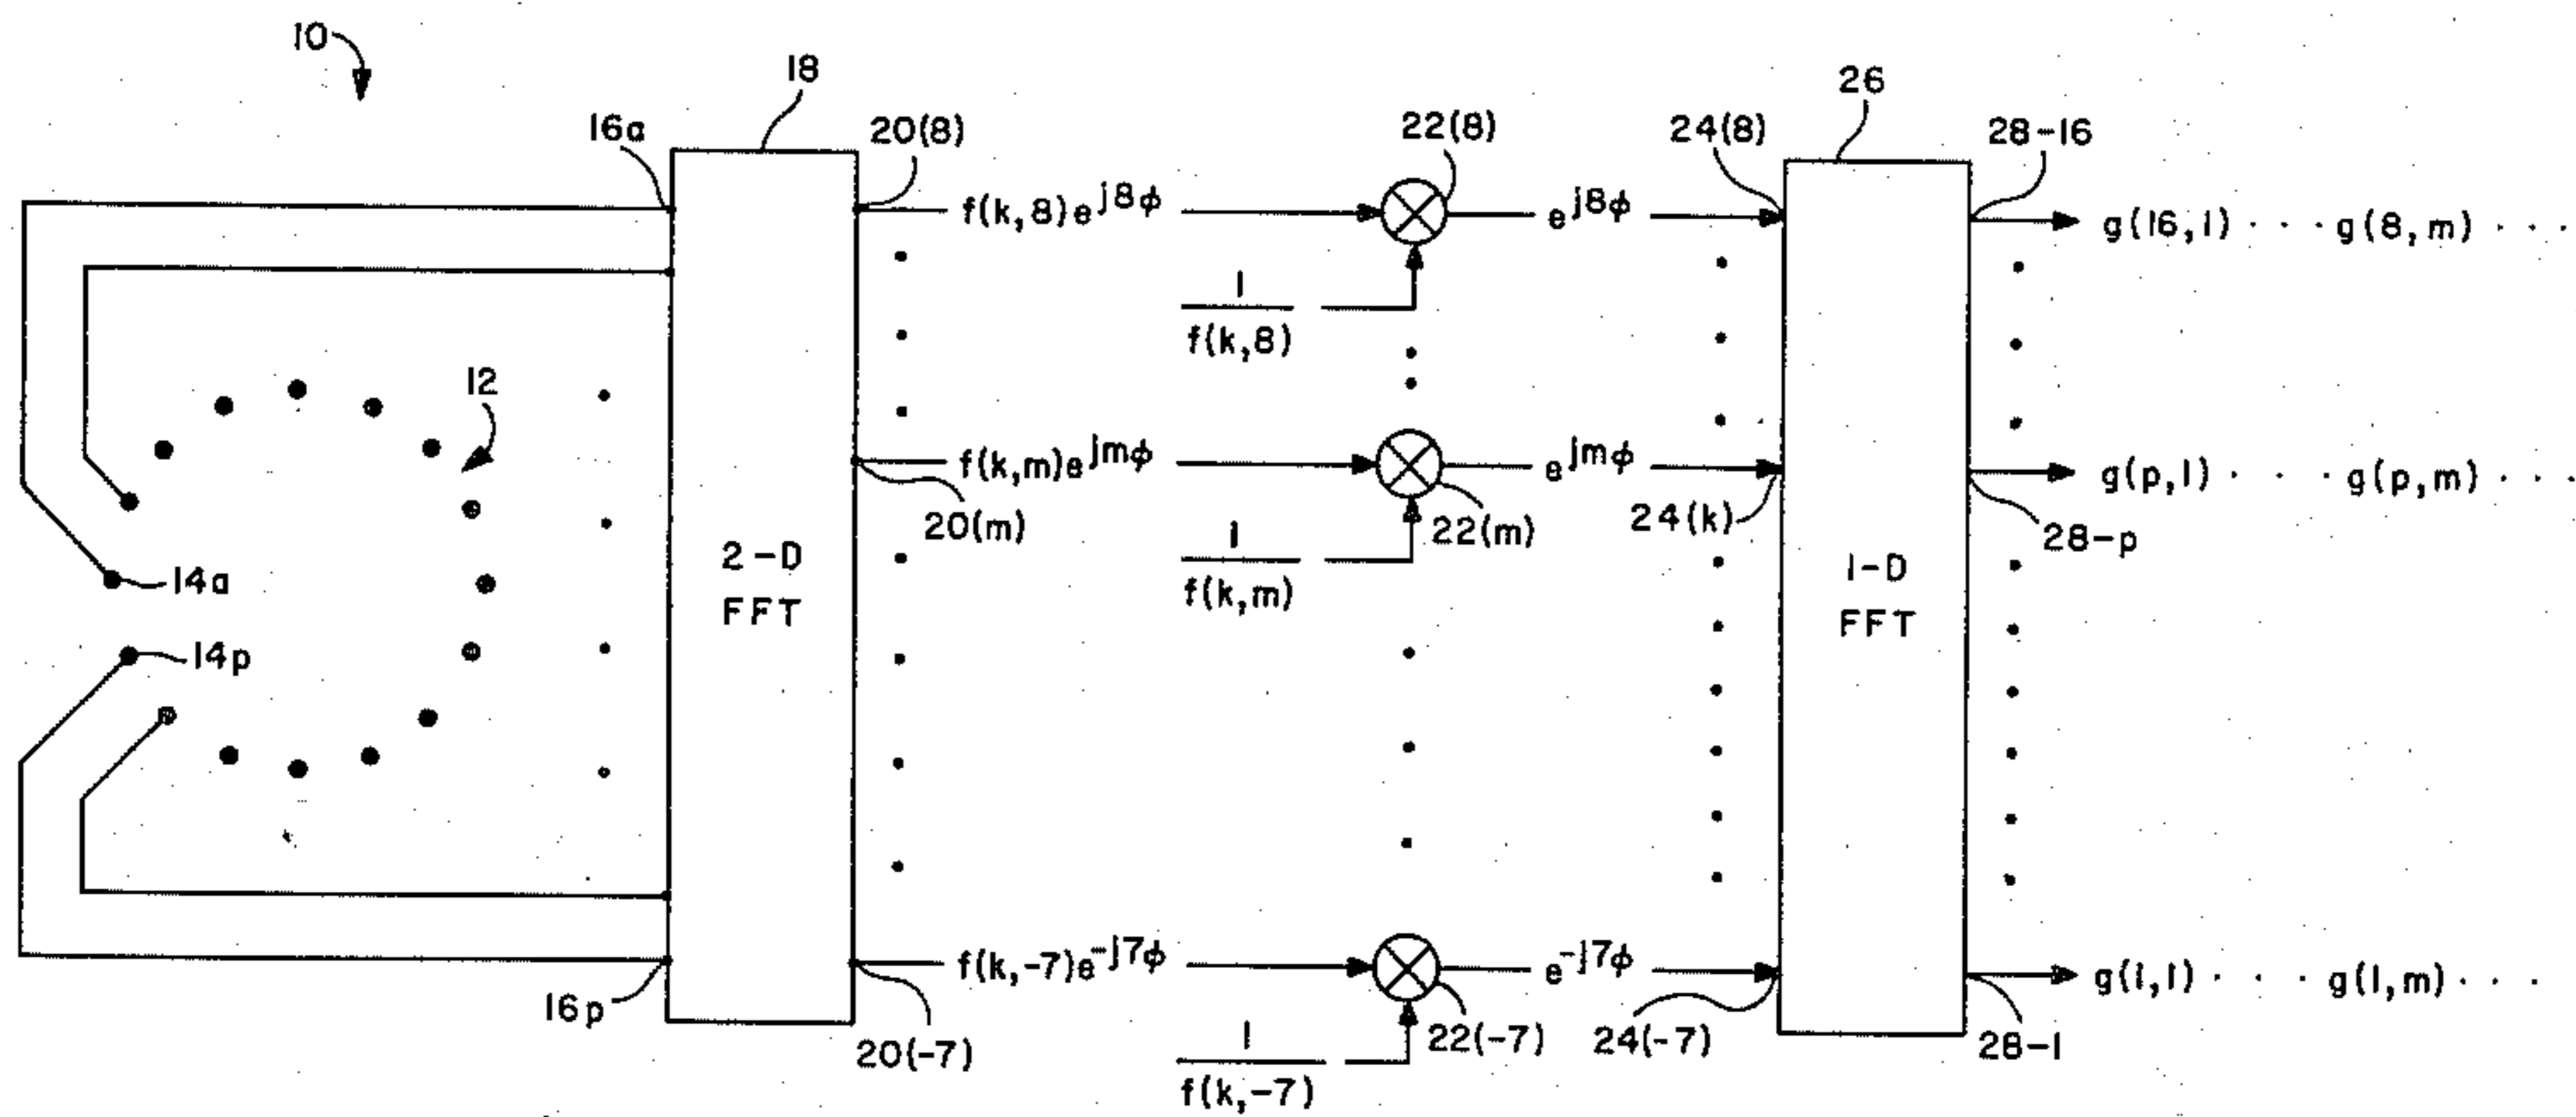 10
18
26
16a
20(8)
22(8)
24(8)
28-16
f(k,8)e^j8φ
e^j8φ
g(16,1) · · · g(8,m) · · ·
1
f(k,8)
12
f(k,m)e^jmφ
e^jmφ
g(p,1) · · · g(p,m) · · ·
20(m)
22(m)
24(k)
28-p
2-D
FFT
1
f(k,m)
1-D
FFT
14a
14p
f(k,-7)e^-j7φ
e^-j7φ
g(1,1) · · · g(1,m) · · ·
16p
20(-7)
22(-7)
24(-7)
28-1
1
f(k,-7)